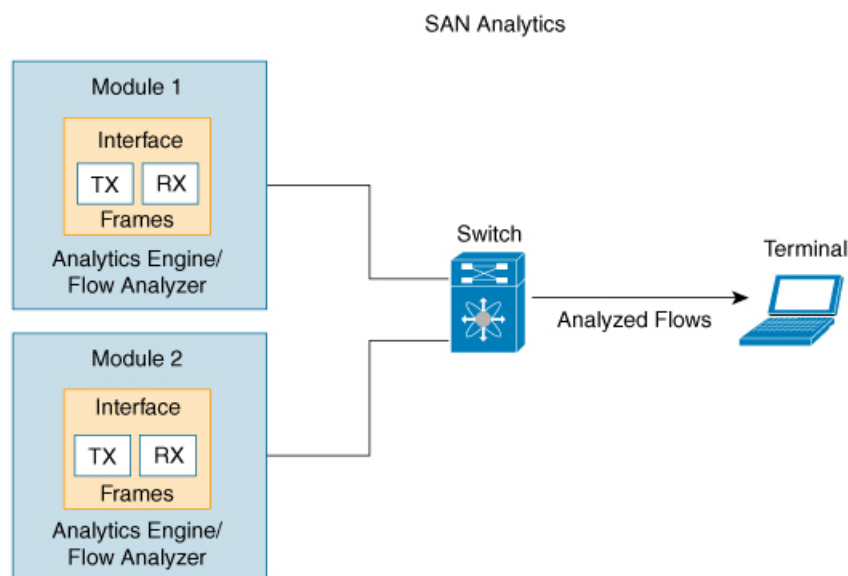 SAN Analytics
Module 1
Interface
TX RX
Frames
Analytics Engine/
Flow Analyzer
Switch
Terminal
Analyzed Flows
Module 2
Interface
TX RX
Frames
Analytics Engine/
Flow Analyzer